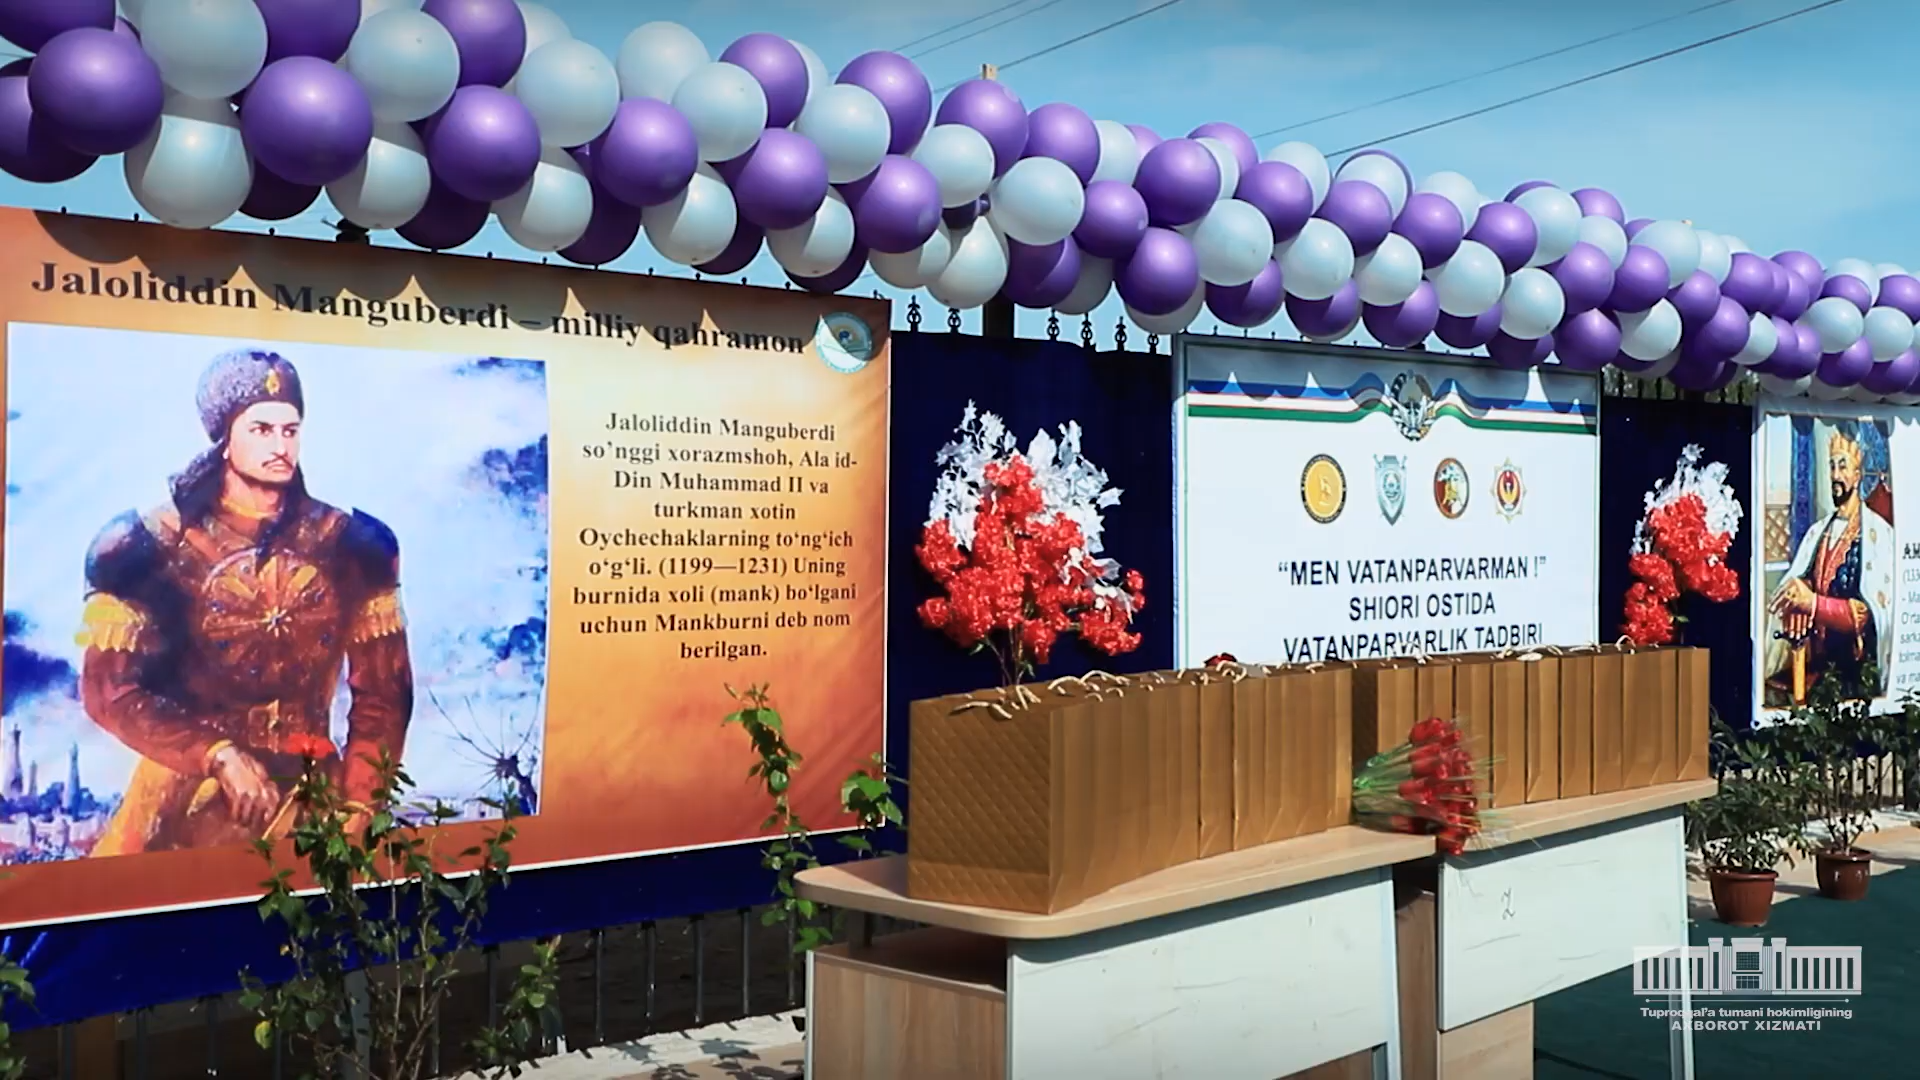 Jaloliddin Manguberdi – milliy qahramon
Jaloliddin Manguberdi
so’nggi xorazmshoh, Ala id-
Din Muhammad II va
turkman xotin
Oychechaklarning to‘ng‘ich
o‘g‘li. (1199—1231) Uning
burnida xoli (mank) bo‘lgani
uchun Mankburni deb nom
berilgan.
“MEN VATANPARVARMAN !”
SHIORI OSTIDA
VATANPARVARLIK TADBIRI
2
Tuproqqal’a tumani hokimligining
AXBOROT XIZMATI